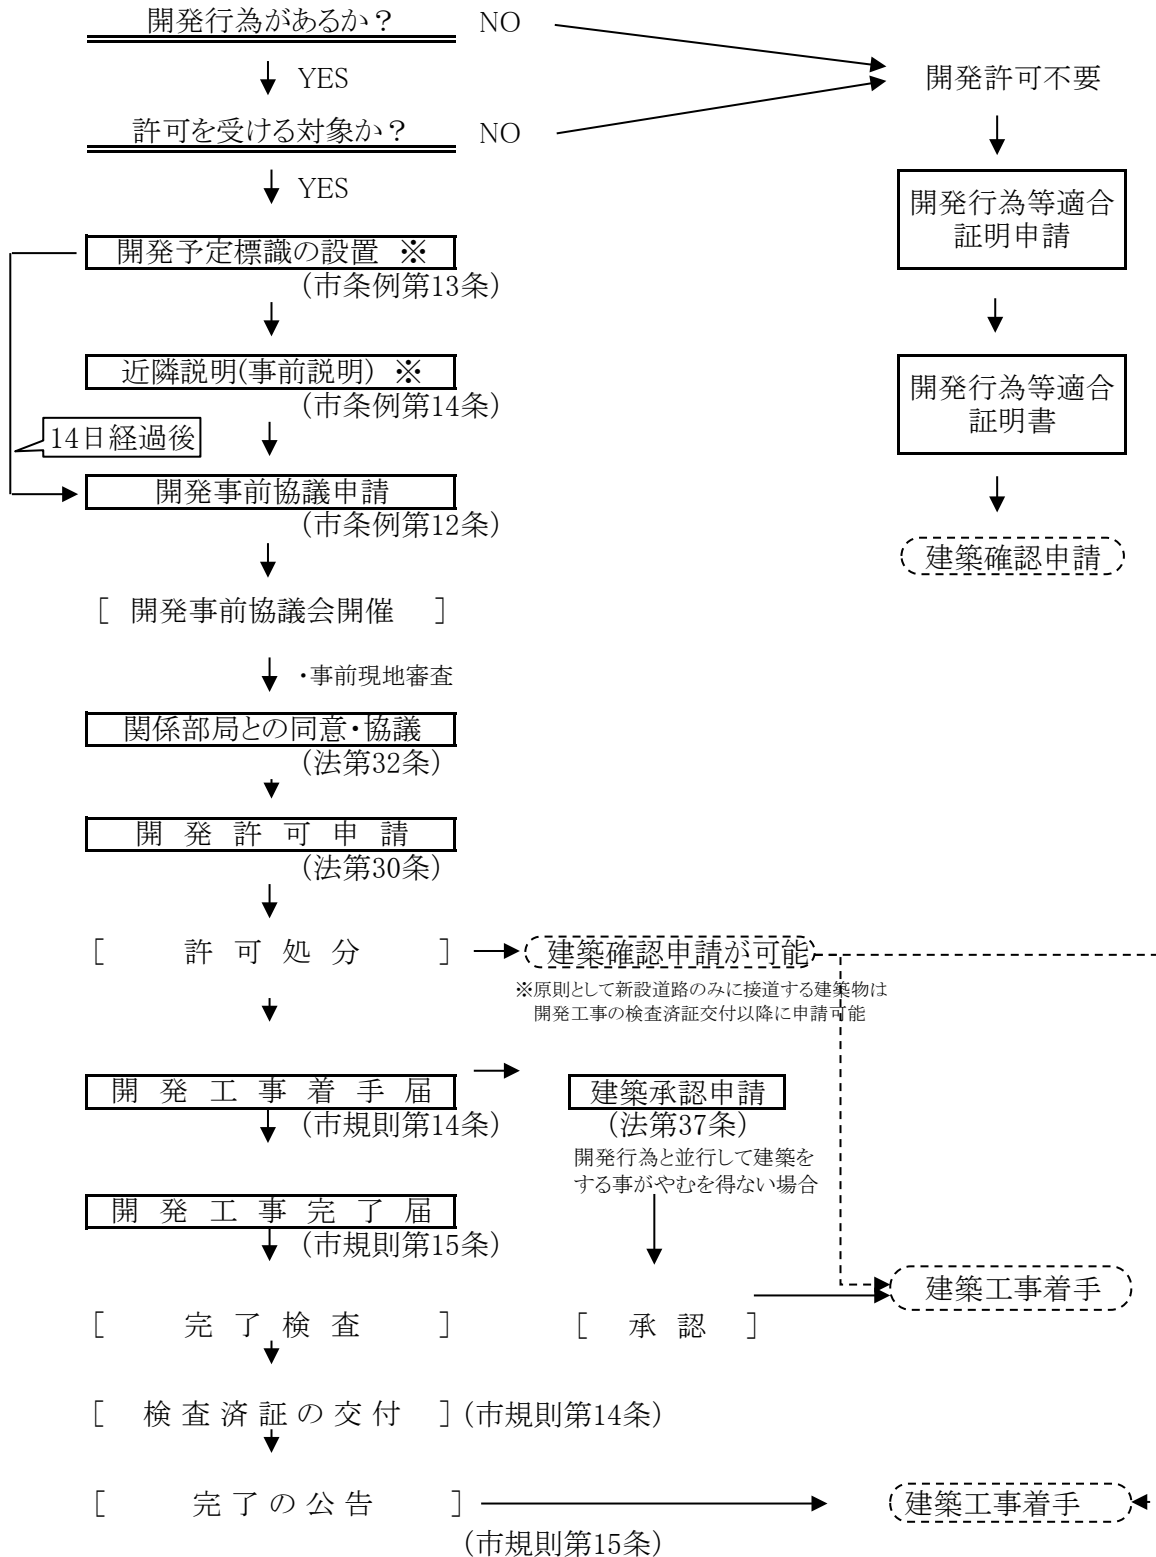 開発行為があるか？ NO
YES
開発許可不要
許可を受ける対象か？ NO
YES
開発行為等適合
証明申請
開発予定標識の設置 ※
(市条例第13条)
近隣説明(事前説明) ※
(市条例第14条)
開発行為等適合
証明書
14日経過後
開発事前協議申請
(市条例第12条)
建築確認申請
［ 開発事前協議会開催 ］
・事前現地審査
関係部局との同意・協議
(法第32条)
開発許可申請
(法第30条)
［ 許可処分 ］ 建築確認申請が可能
※原則として新設道路のみに接道する建築物は
開発工事の検査済証交付以降に申請可能
開発工事着手届
(市規則第14条)
建築承認申請
(法第37条)
開発行為と並行して建築を
する事がやむを得ない場合
開発工事完了届
(市規則第15条)
建築工事着手
［ 完了検査 ］ ［ 承認 ］
［ 検査済証の交付 ］(市規則第14条)
［ 完了の公告 ］ 建築工事着手
(市規則第15条)